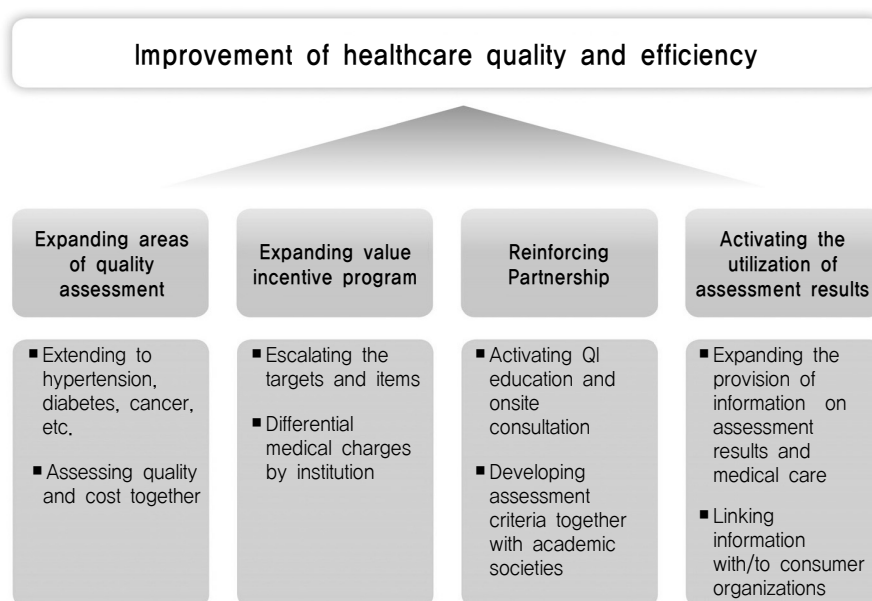 Improvement of healthcare quality and efficiency
Expanding areas
of quality
assessment
■ Extending to
hypertension,
diabetes, cancer,
etc.
■ Assessing quality
and cost together
Expanding value
incentive program
■ Escalating the
targets and items
■ Differential
medical charges
by institution
Reinforcing
Partnership
■ Activating QI
education and
onsite
consultation
■ Developing
assessment
criteria together
with academic
societies
Activating the
utilization of
assessment results
■ Expanding the
provision of
information on
assessment
results and
medical care
■ Linking
information
with/to consumer
organizations